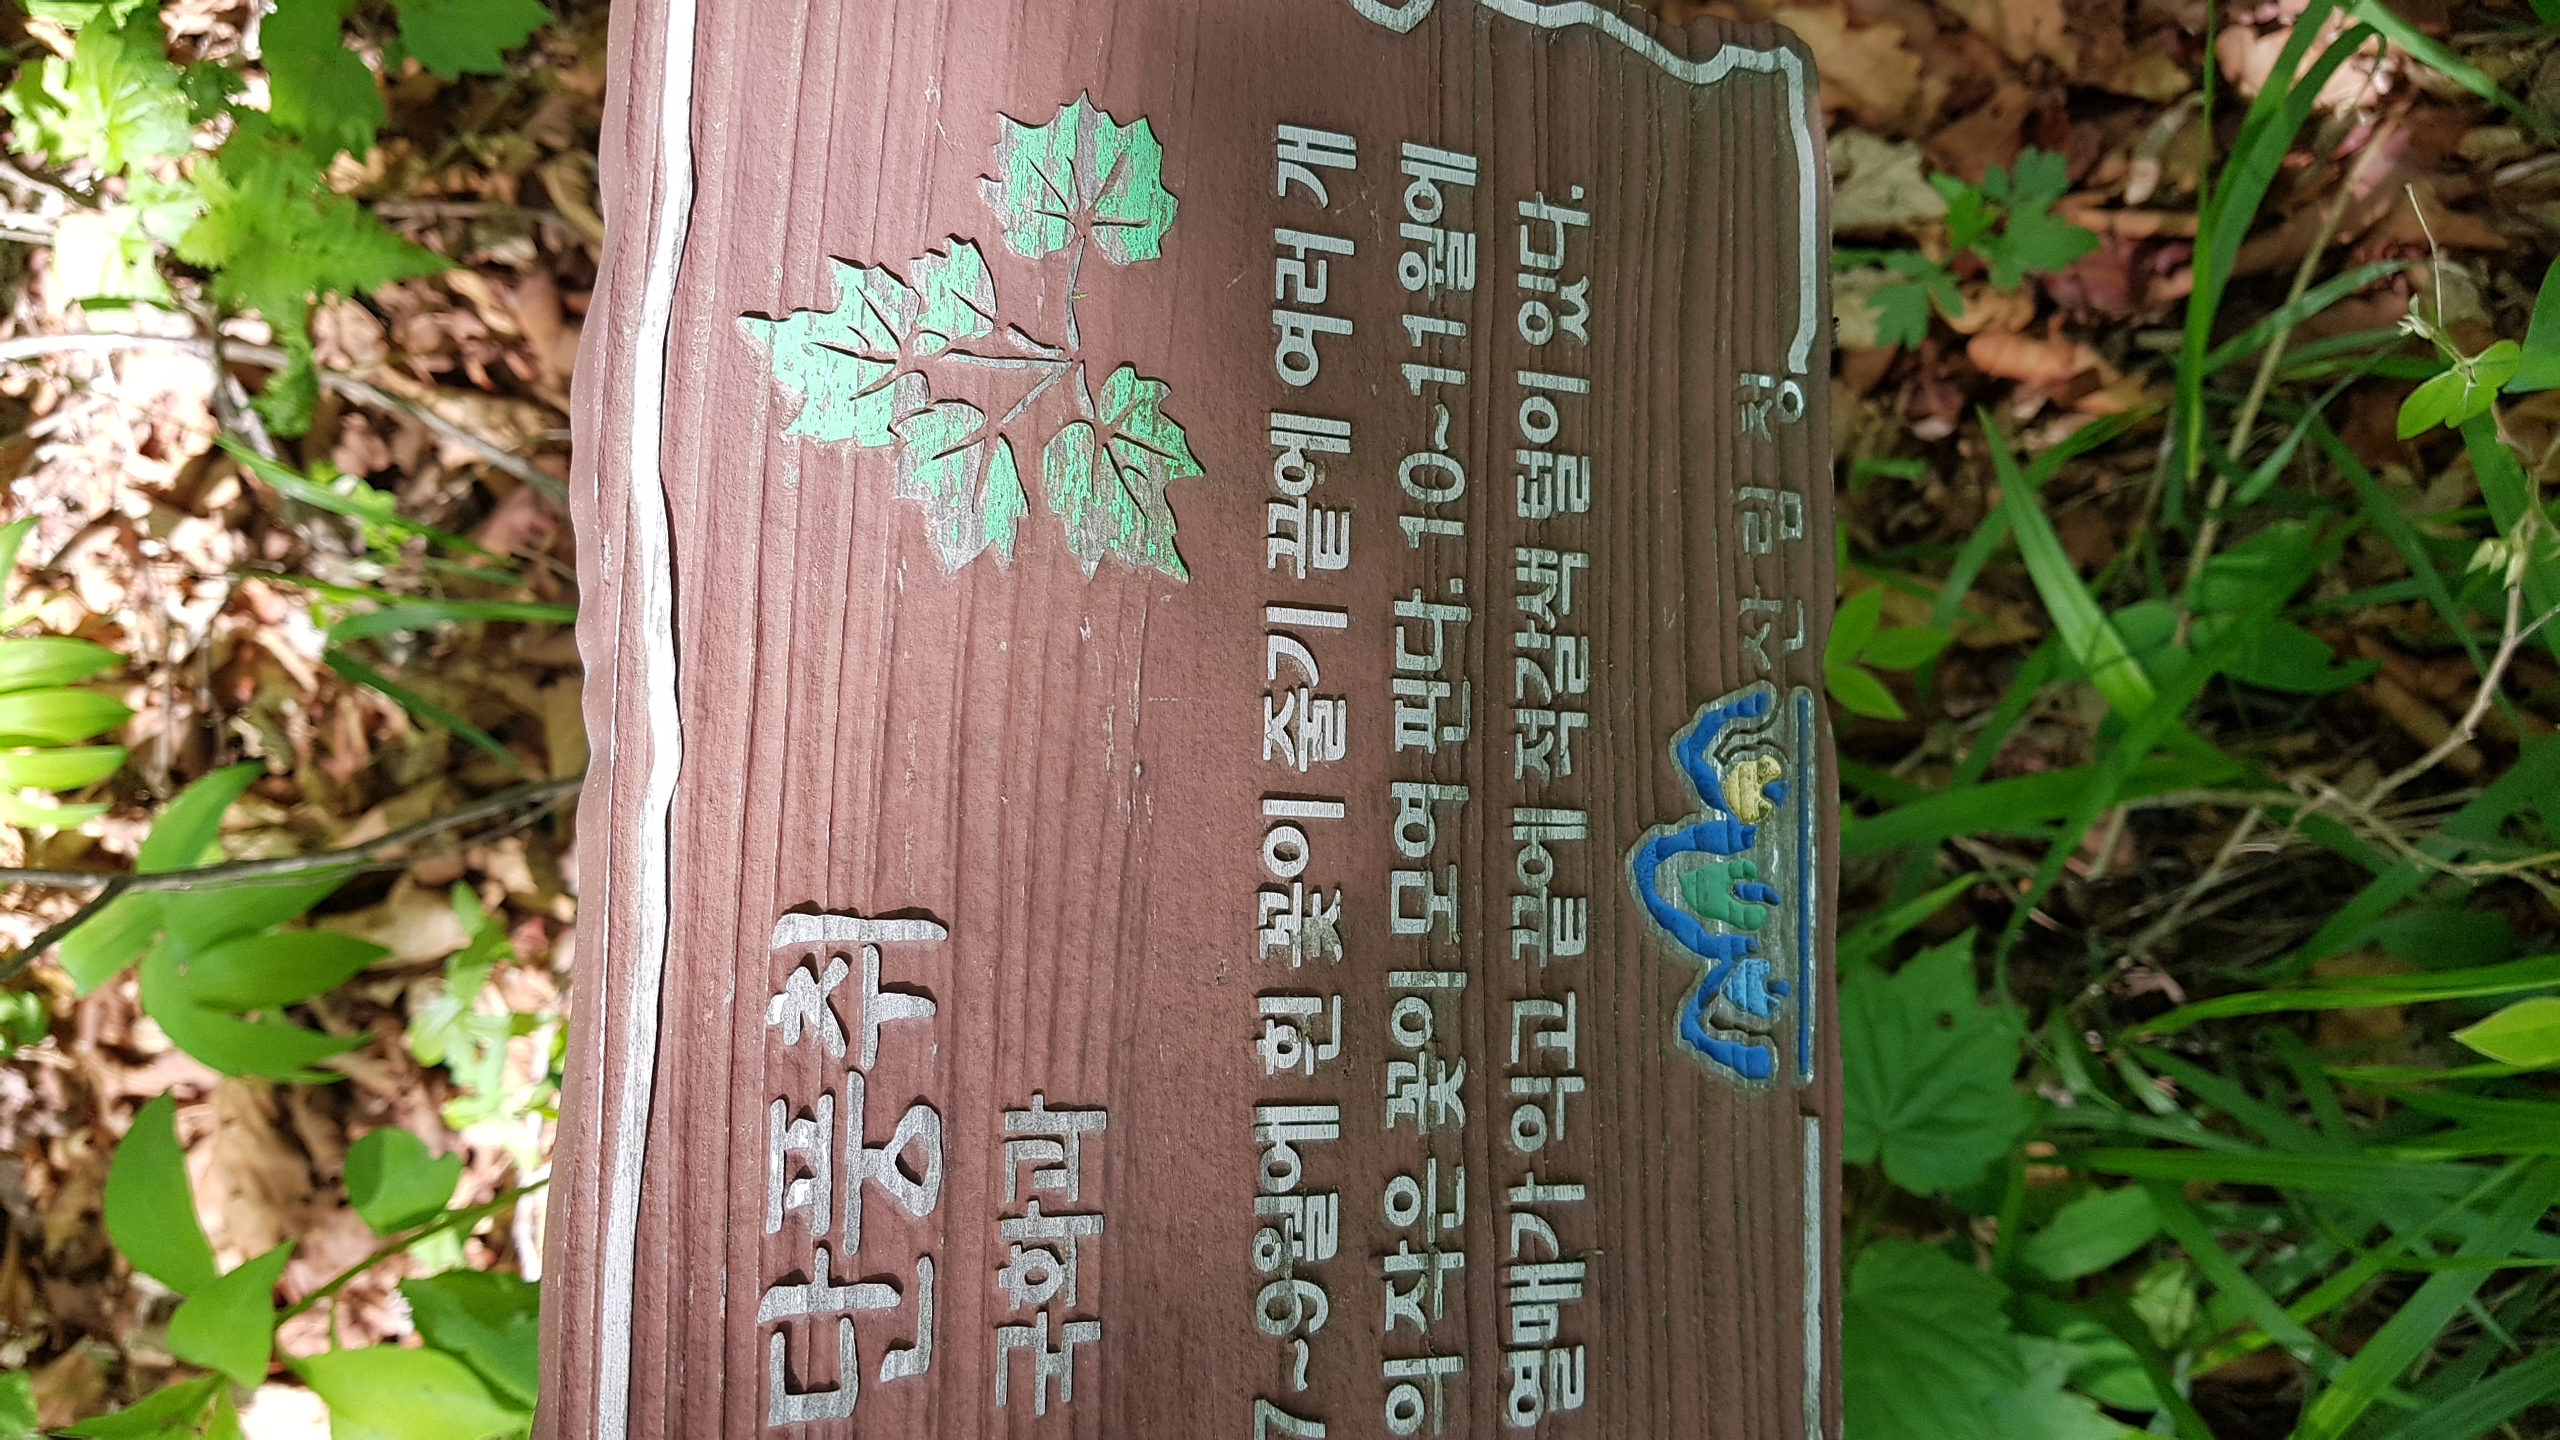 단풍취
국화과
7~9월에 흰 꽃이 줄기 끝에 여러 개
의 작은 꽃이 모여 핀다. 10~11월에
열매가 익고 겉에 적갈색 털이 있다.
산림청